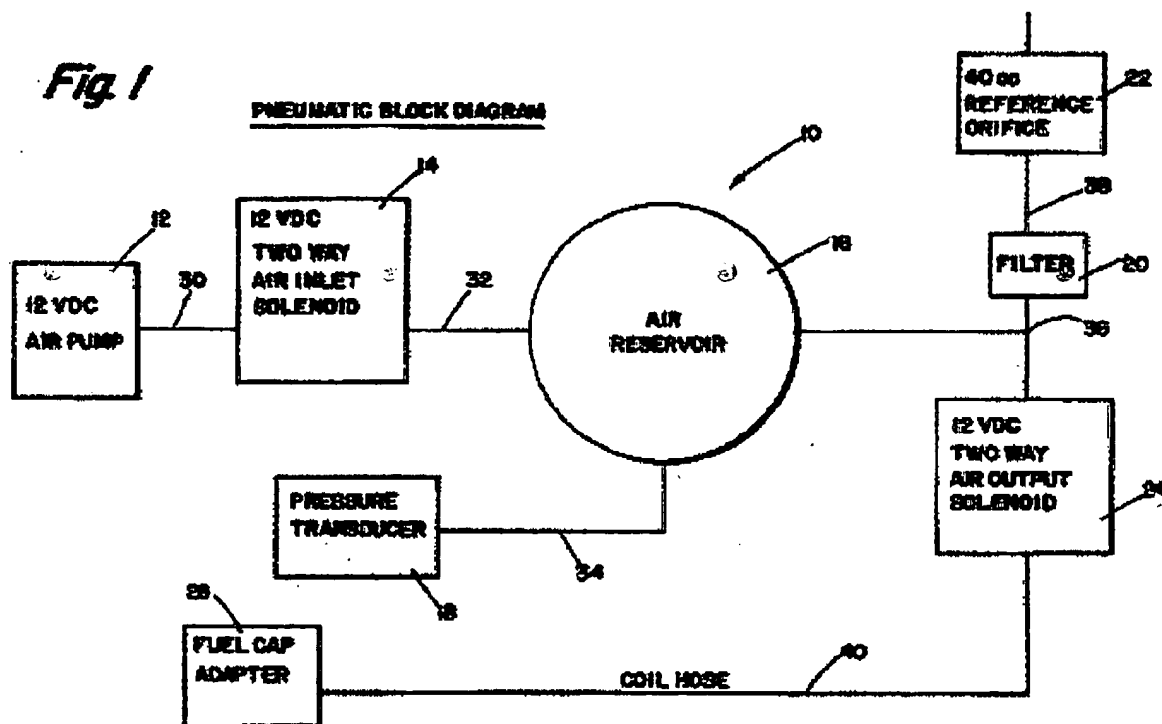 Fig. 1
PNEUMATIC BLOCK DIAGRAM
40 cc
REFERENCE
ORIFICE
22
10
14
12 VDC
TWO WAY
AIR INLET
SOLENOID
12
12 VDC
AIR PUMP
30
32
38
FILTER
20
36
AIR
RESERVOIR
12 VDC
TWO WAY
AIR OUTPUT
SOLENOID
PRESSURE
TRANSDUCER
34
18
FUEL CAP
ADAPTER
COIL HOSE
40